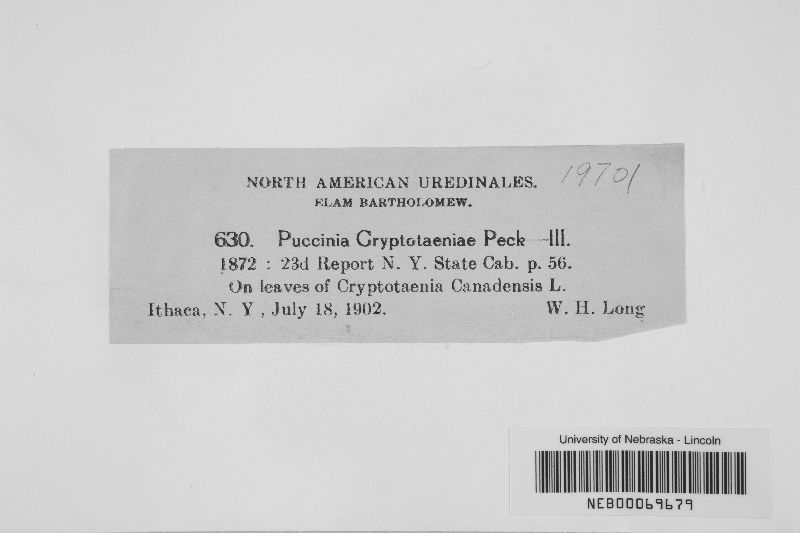 NORTH AMERICAN UREDINALES. 19701
ELAM BARTHOLOMEW.
630. Puccinia Cryptotaeniae Peck—III.
1872 : 23d Report N. Y. State Cab. p. 56.
On leaves of Cryptotaenia Canadensis L.
Ithaca, N. Y , July 18, 1902. W. H. Long
University of Nebraska - Lincoln
NEB00069679